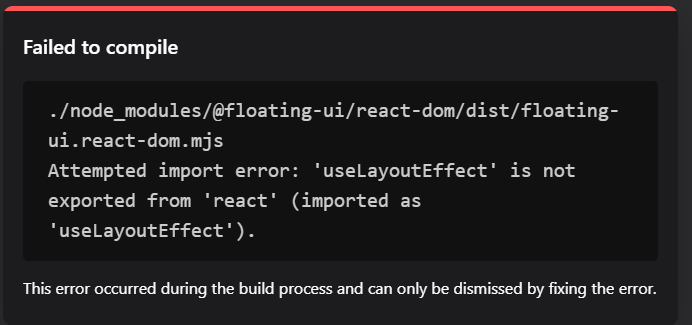 Failed to compile
./node_modules/@floating-ui/react-dom/dist/floating-
ui.react-dom.mjs
Attempted import error: 'useLayoutEffect' is not
exported from 'react' (imported as
'useLayoutEffect').
This error occurred during the build process and can only be dismissed by fixing the error.